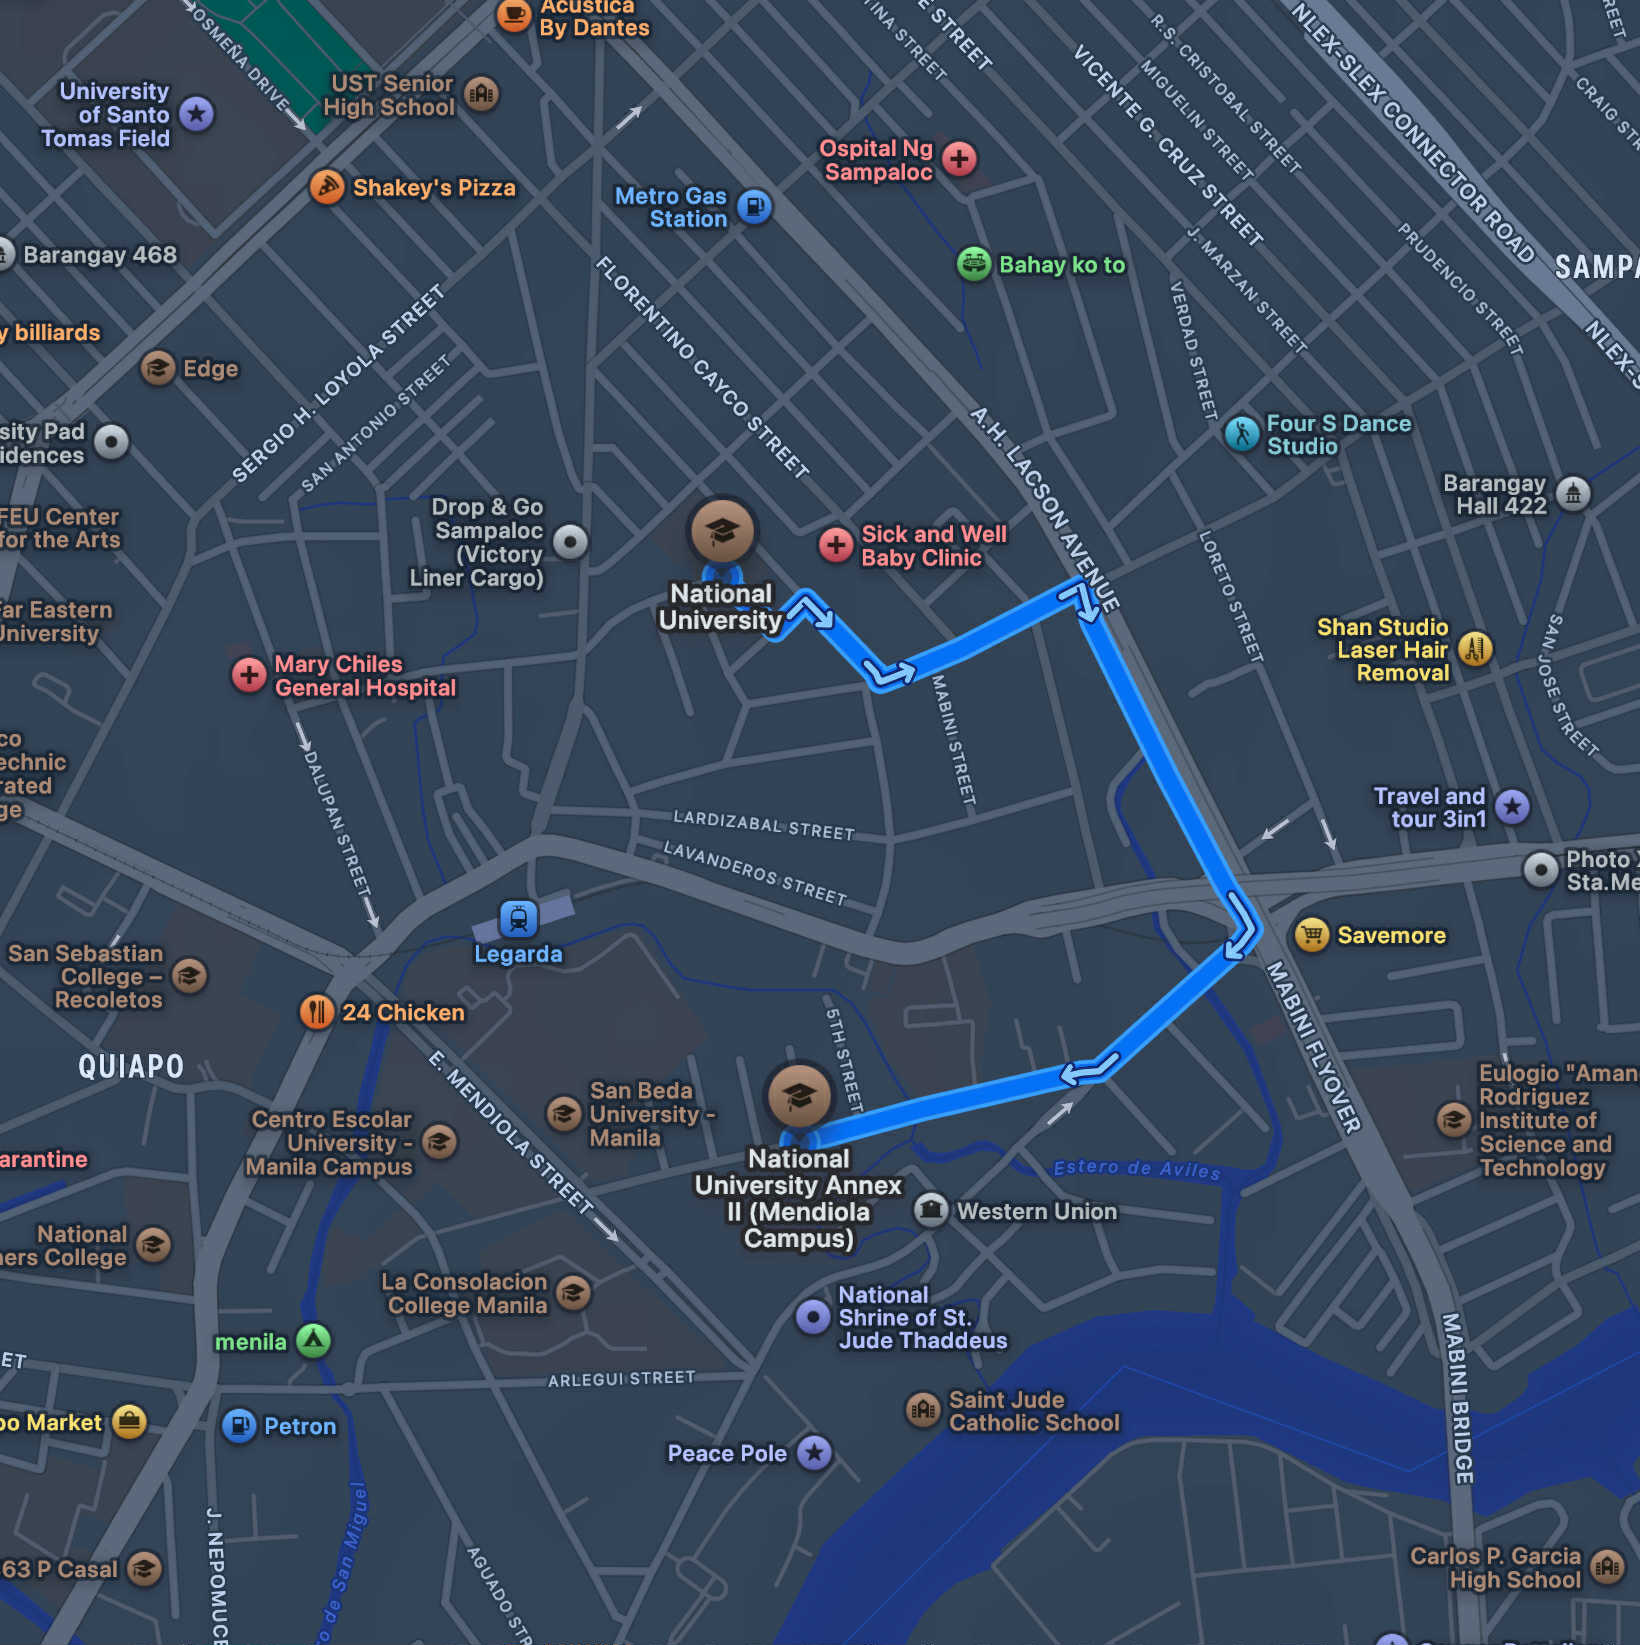 Acustica
By Dantes
OSMEÑA DRIVE
UST Senior
High School
University
of Santo
Tomas Field
Shakey's Pizza
Barangay 468
y billiards
Edge
sity Pad
idences
FEU Center
for the Arts
Far Eastern
University
SERGIO H. LOYOLA STREET
SAN ANTONIO STREET
Metro Gas
Station
Ospital Ng
Sampaloc
Bahay ko to
E STREET
TINA STREET
VICENTE G. CRUZ STREET
R.S. CRISTOBAL STREET
MIGUELIN STREET
J. MARZAN STREET
VERDAD STREET
NLEX-SLEX CONNECTOR ROAD
NLEX-S
CRAIG STR
REET
PRUDENCIO STREET
SAMPA
FLORENTINO CAYCO STREET
A.H. LACSON AVENUE
Four S Dance
Studio
Barangay
Hall 422
Drop & Go
Sampaloc
(Victory
Liner Cargo)
National
University
Sick and Well
Baby Clinic
LORETO STREET
Shan Studio
Laser Hair
Removal
SAN JOSE STREET
Mary Chiles
General Hospital
MABINI STREET
co
echnic
rated
ge
DALUPAN STREET
LARDIZABAL STREET
LAVANDEROS STREET
Travel and
tour 3in1
Photo X
Sta.Me
Legarda
Savemore
San Sebastian
College –
Recoletos
24 Chicken
QUIAPO
E. MENDIOLA STREET
5TH STREET
MABINI FLYOVER
San Beda
University -
Manila
Centro Escolar
University -
Manila Campus
Eulogio "Aman
Rodriguez
Institute of
Science and
Technology
arantine
National
University Annex
II (Mendiola
Campus)
Estero de Aviles
Western Union
National
hers College
La Consolacion
College Manila
National
Shrine of St.
Jude Thaddeus
menila
ET
ARLEGUI STREET
MABINI BRIDGE
Saint Jude
Catholic School
po Market
Petron
Peace Pole
J. NEPOMUCE
o de San Miguel
AGUADO STR
63 P Casal
Carlos P. Garcia
High School